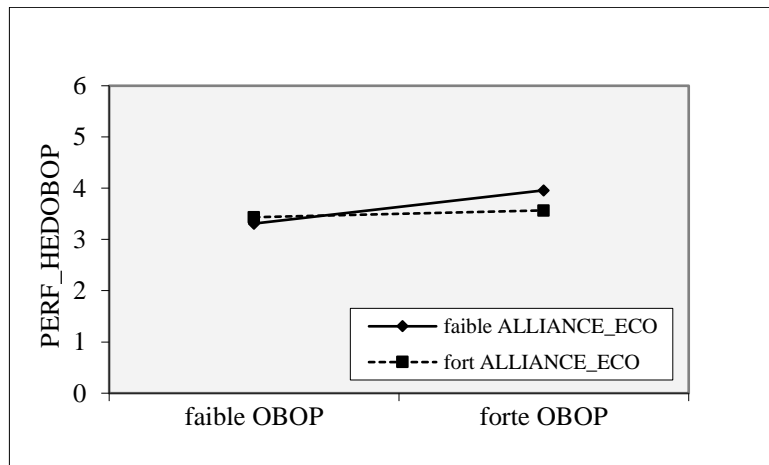 6
5
4
3
2
1
0
PERF_HEDOBOP
faible ALLIANCE_ECO
fort ALLIANCE_ECO
faible OBOP
forte OBOP